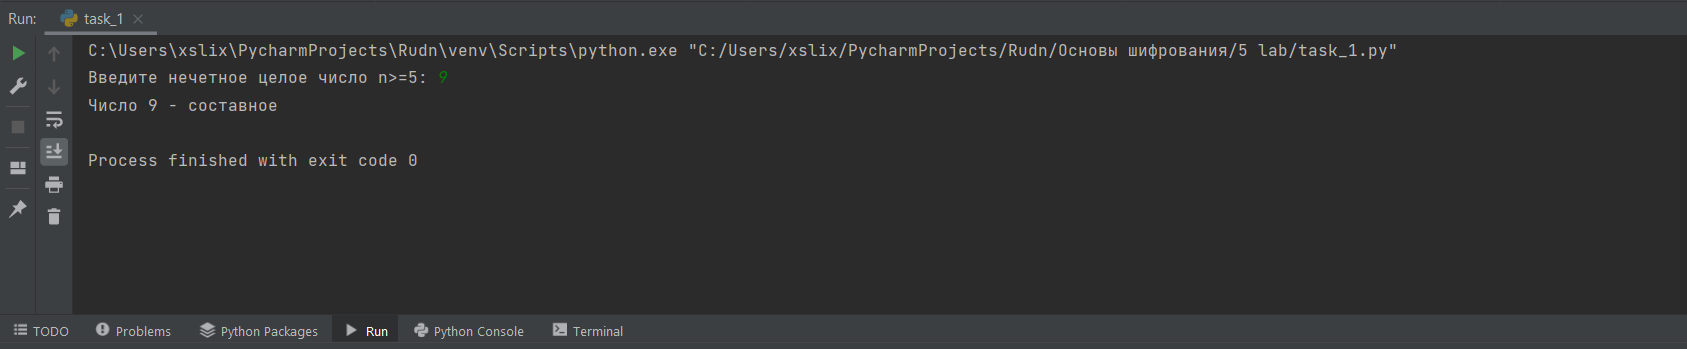 Run: task_1
C:\Users\xslix\PycharmProjects\Rudn\venv\Scripts\python.exe "C:/Users/xslix/PycharmProjects/Rudn/Основы шифрования/5 lab/task_1.py"
Введите нечетное целое число n>=5: 9
Число 9 - составное
Process finished with exit code 0
TODO Problems Python Packages Run Python Console Terminal